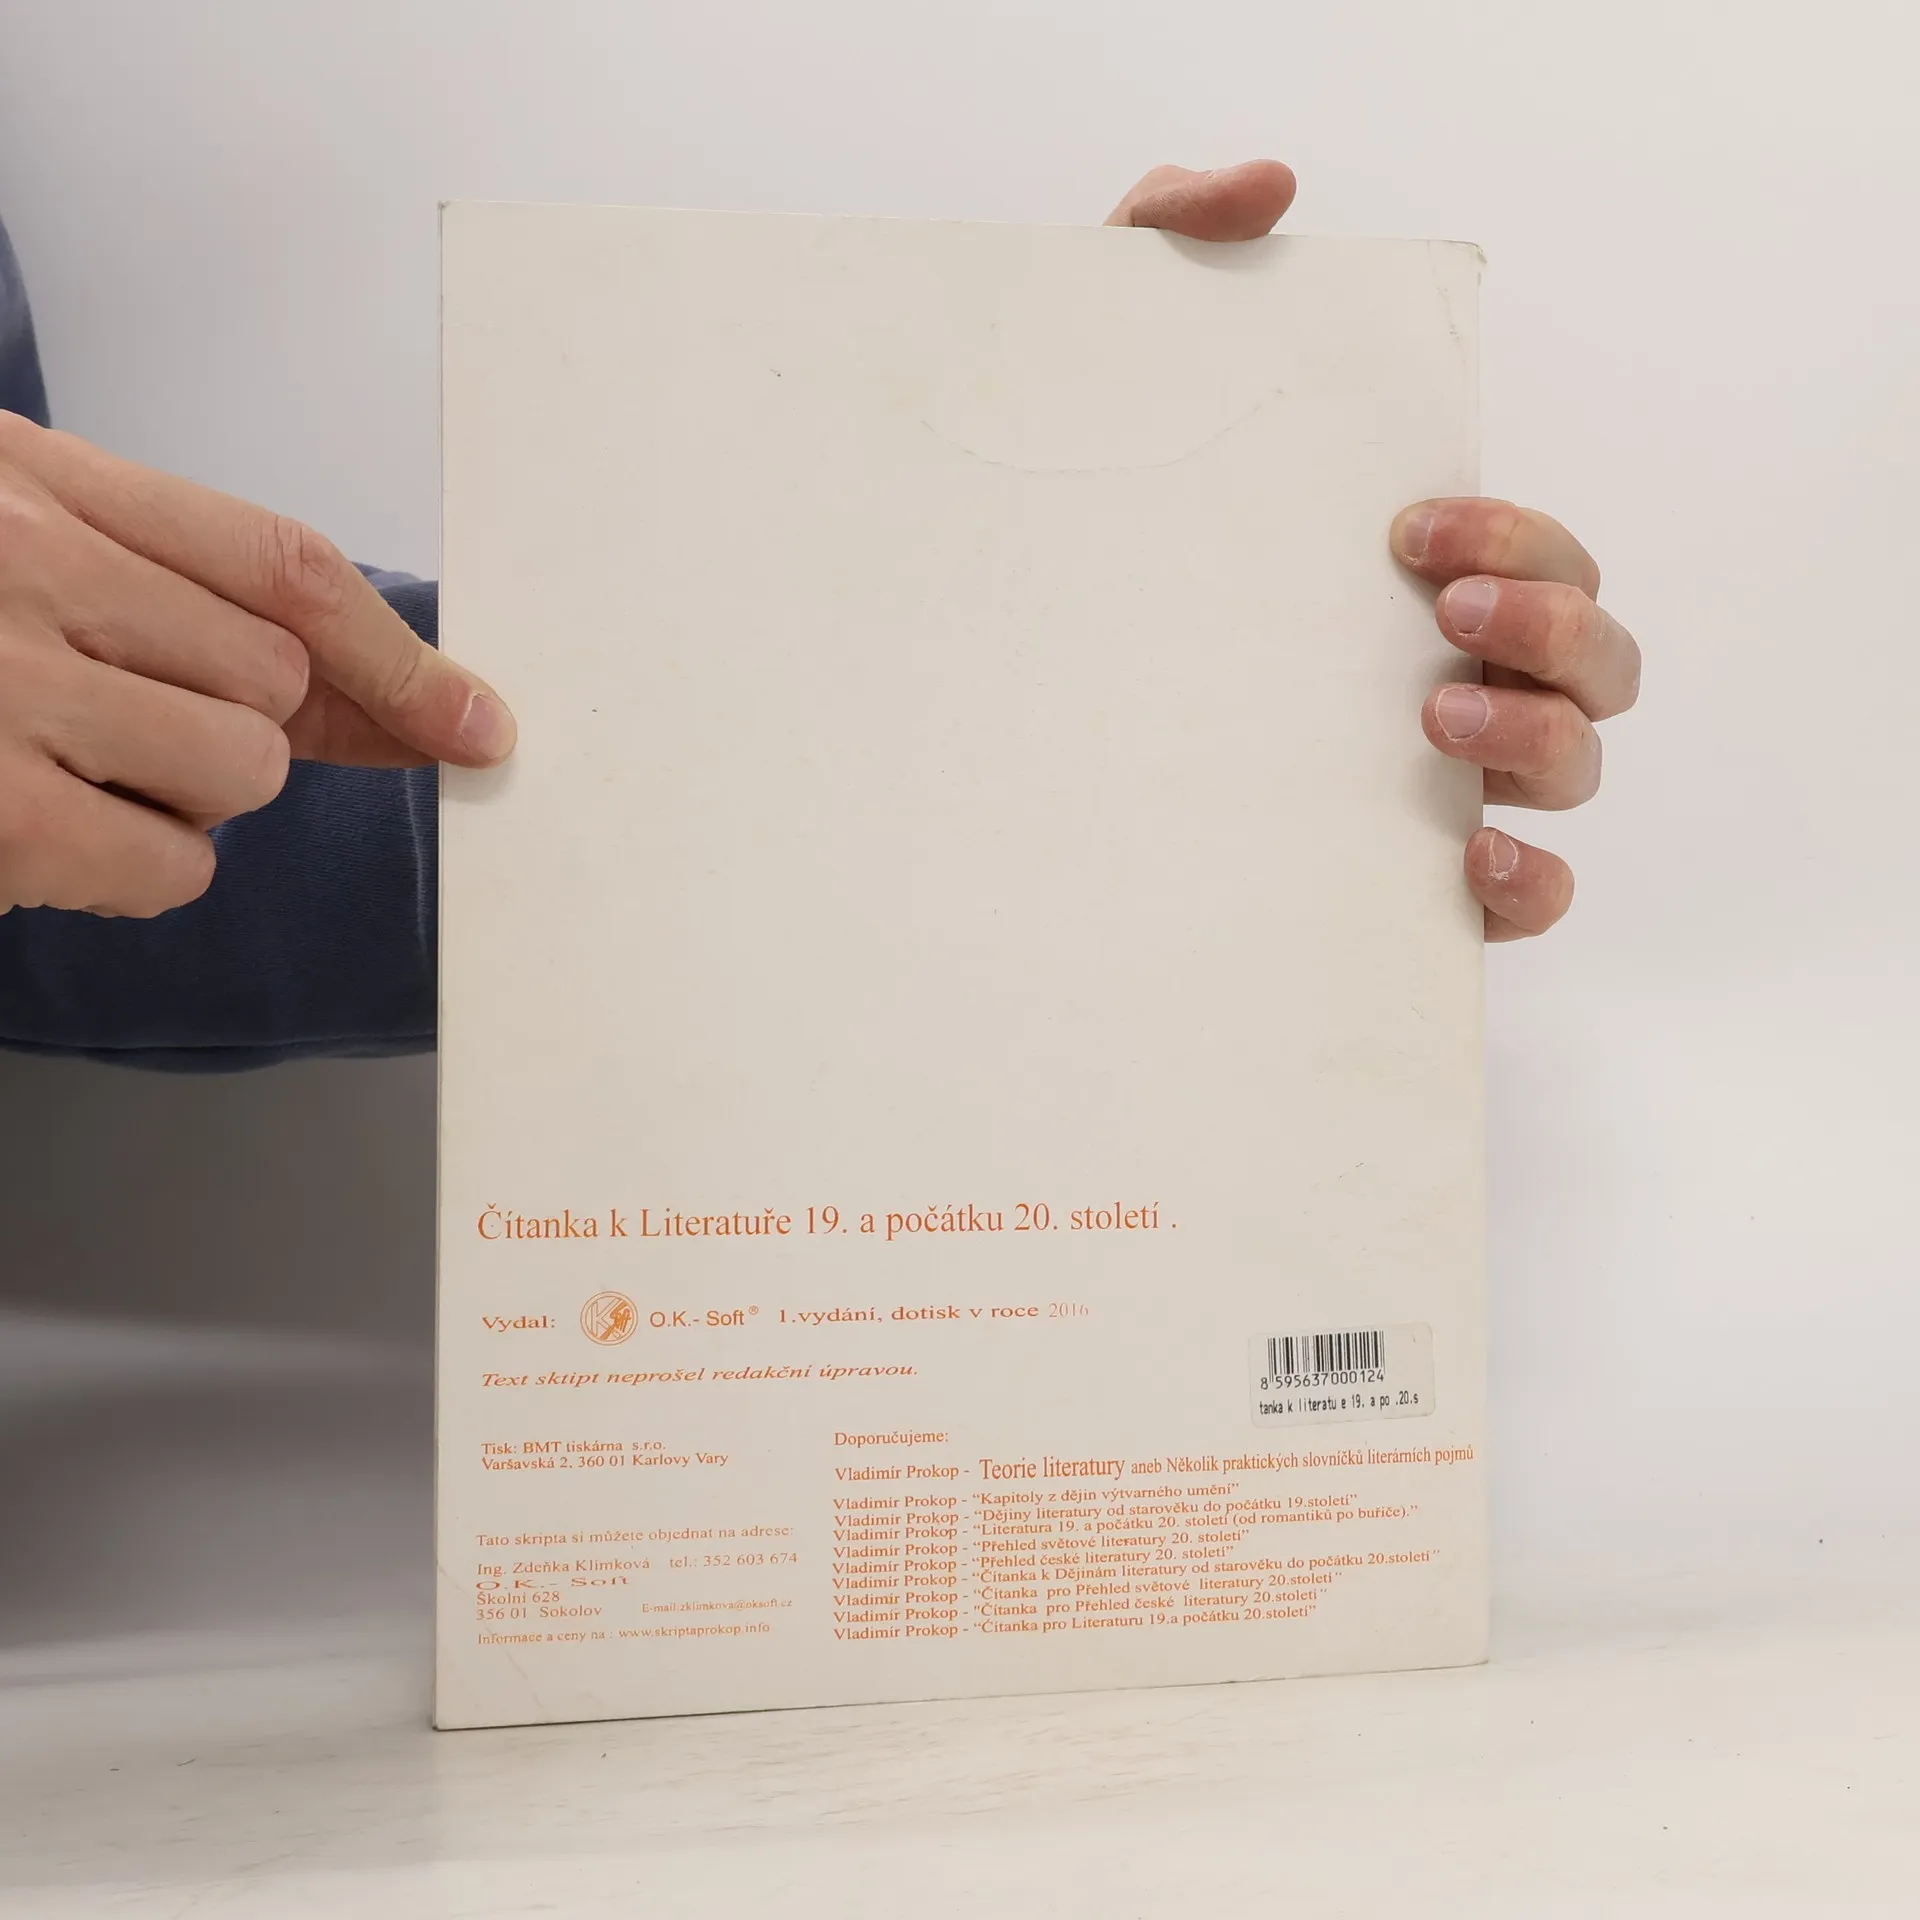 Čítanka k Literatuře 19. a počátku 20. století .
Vydal: O.K.- Soft ® 1.vydání, dotisk v roce 2016
Text sktipt neprošel redakční úpravou.
8 595637 000124
tanka k literatu e 19. a po .20.s
Tisk: BMT tiskárna s.r.o.
Varšavská 2, 360 01 Karlovy Vary
Tato skripta si můžete objednat na adrese:
Ing. Zdeňka Klimková tel.: 352 603 674
O.K.- Soft
Školní 628
356 01 Sokolov E-mail:zklimkova@oksoft.cz
Informace a ceny na : www.skriptaprokop.info
Doporučujeme:
Vladimír Prokop - Teorie literatury aneb Několik praktických slovníčků literárních pojmů
Vladimír Prokop - “Kapitoly z dějin výtvarného umění”
Vladimír Prokop - “Dějiny literatury od starověku do počátku 19.století”
Vladimír Prokop - “Literatura 19. a počátku 20. století (od romantiků po buřiče).”
Vladimír Prokop - “Přehled světové literatury 20. století”
Vladimír Prokop - “Přehled české literatury 20. století”
Vladimír Prokop - “Čítanka k Dějinám literatury od starověku do počátku 20.století”
Vladimír Prokop - “Čítanka pro Přehled světové literatury 20.století”
Vladimír Prokop - "Čítanka pro Přehled české literatury 20.století”
Vladimír Prokop - “Čítanka pro Literaturu 19.a počátku 20.století”